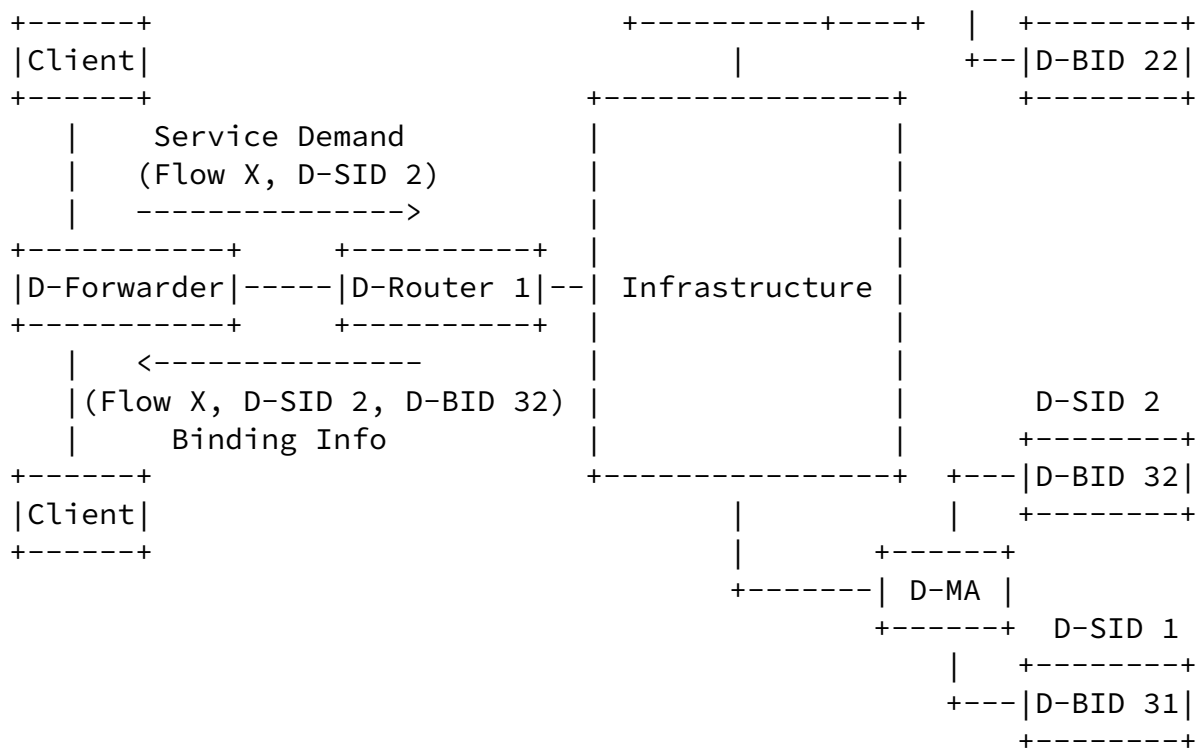 Client
D-BID 22
Service Demand
(Flow X, D-SID 2)
D-Forwarder D-Router 1 Infrastructure
(Flow X, D-SID 2, D-BID 32) D-SID 2
Binding Info
D-BID 32
Client
D-MA
D-SID 1
D-BID 31